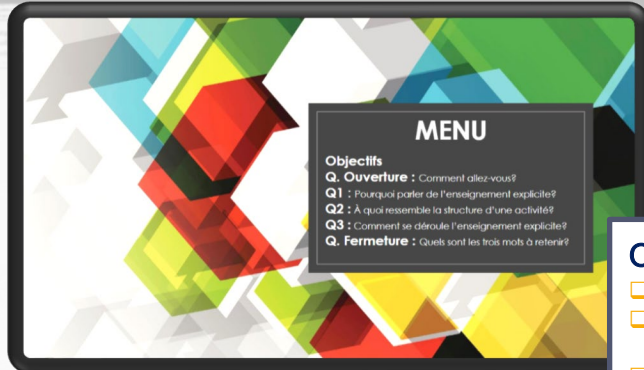 MENU
Objectifs
Q. Ouverture : Comment allez-vous?
Q1 : Pourquoi parler de l'enseignement explicite?
Q2 : À quoi ressemble la structure d'une activité?
Q3 : Comment se déroule l'enseignement explicite?
Q. Fermeture : Quels sont les trois mots à retenir?